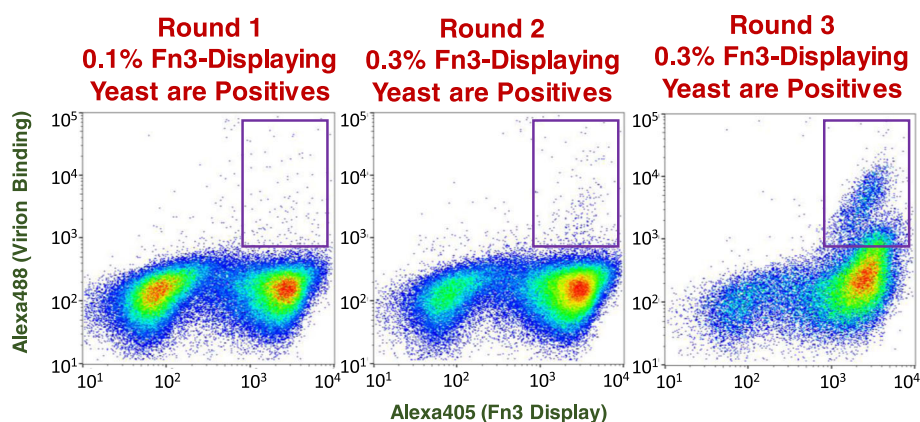 Round 1
0.1% Fn3-Displaying
Yeast are Positives
Round 2
0.3% Fn3-Displaying
Yeast are Positives
Round 3
0.3% Fn3-Displaying
Yeast are Positives
Alexa488 (Virion Binding)
10⁵
10⁴
10³
10²
10¹
10¹ 10² 10³ 10⁴
10⁵
10⁴
10³
10²
10¹
10¹ 10² 10³ 10⁴
10⁵
10⁴
10³
10²
10¹
10¹ 10² 10³ 10⁴
Alexa405 (Fn3 Display)